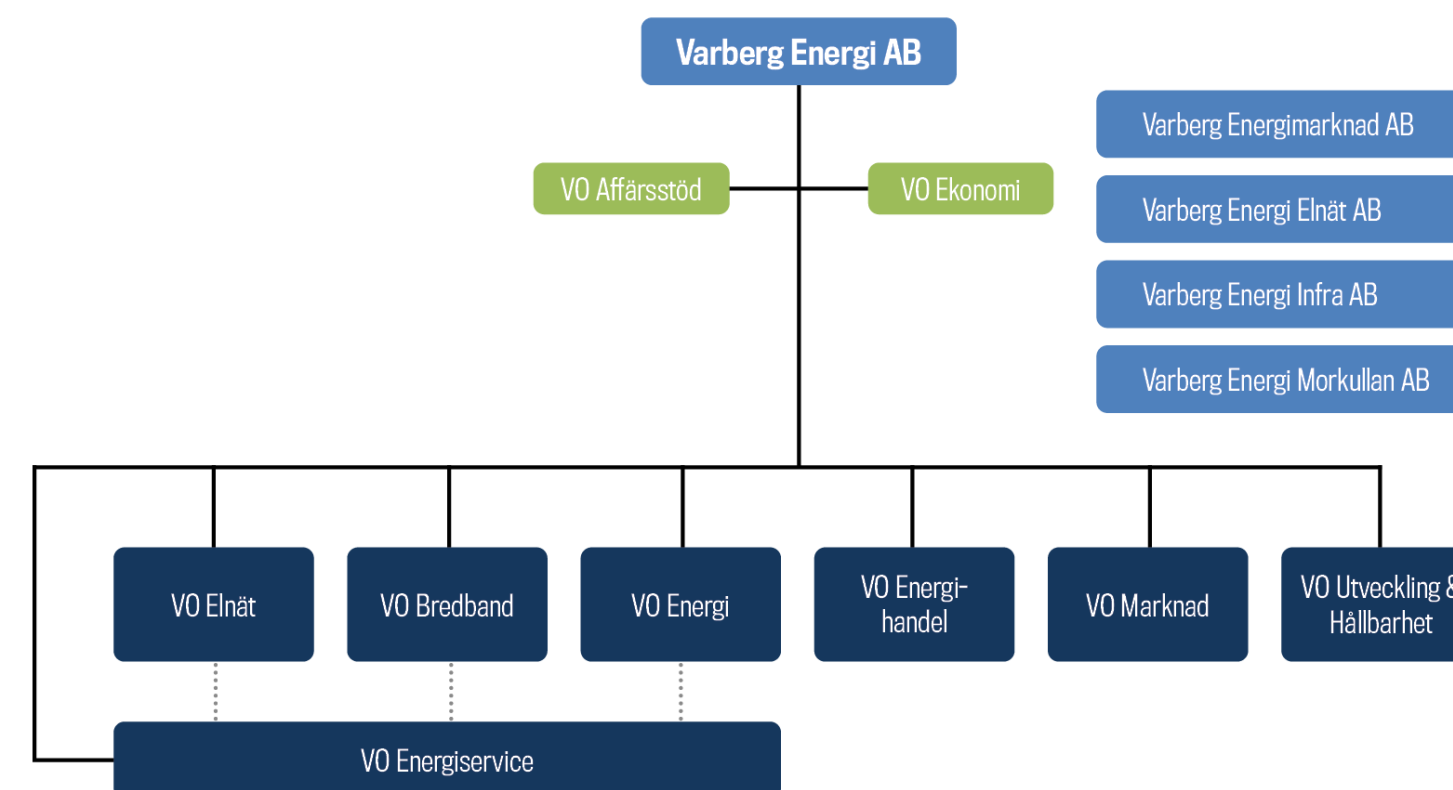 Varberg Energi AB
Varberg Energimarknad AB
VO Affärsstöd
VO Ekonomi
Varberg Energi Elnät AB
Varberg Energi Infra AB
Varberg Energi Morkullan AB
VO Elnät
VO Bredband
VO Energi
VO Energi-
handel
VO Marknad
VO Utveckling &
Hållbarhet
VO Energiservice